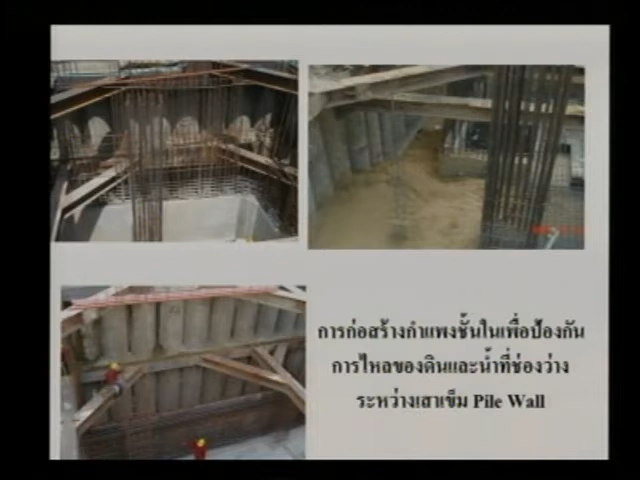 การก่อสร้างกำแพงชั้นในเพื่อป้องกัน
การไหลของดินและน้ำที่ช่องว่าง
ระหว่างเสาเข็ม Pile Wall